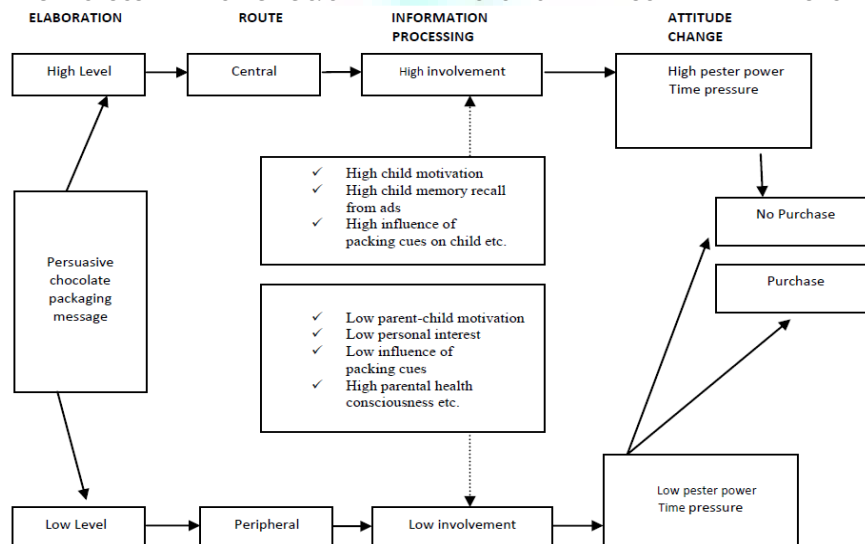 ELABORATION
ROUTE
INFORMATION
PROCESSING
ATTITUDE
CHANGE
High Level
Central
High involvement
High pester power
Time pressure
✓ High child motivation
✓ High child memory recall
from ads
✓ High influence of
packing cues on child etc.
No Purchase
Purchase
Persuasive
chocolate
packaging
message
✓ Low parent-child motivation
✓ Low personal interest
✓ Low influence of
packing cues
✓ High parental health
consciousness etc.
Low pester power
Time pressure
Low Level
Peripheral
Low involvement